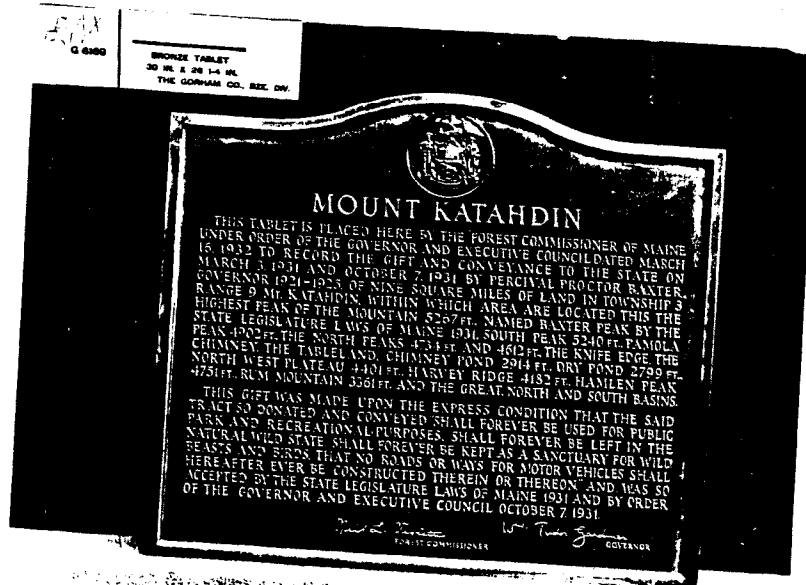 G 6169
BRONZE TABLET
30 IN. X 26 1-4 IN.
THE GORHAM CO., BZE. DIV.
MOUNT KATAHDIN
THIS TABLET IS PLACED HERE BY THE FOREST COMMISSIONER OF MAINE
UNDER ORDER OF THE GOVERNOR AND EXECUTIVE COUNCIL DATED MARCH
16, 1932 TO RECORD THE GIFT AND CONVEYANCE TO THE STATE ON
MARCH 3, 1931 AND OCTOBER 7, 1931, BY PERCIVAL PROCTOR BAXTER,
GOVERNOR 1921-1925, OF NINE SQUARE MILES OF LAND IN TOWNSHIP 3
RANGE 9 MT. KATAHDIN, WITHIN WHICH AREA ARE LOCATED THIS THE
HIGHEST PEAK OF THE MOUNTAIN 5267 FT., NAMED BAXTER PEAK BY THE
STATE LEGISLATURE LAWS OF MAINE 1931, SOUTH PEAK 5240 FT., PAMOLA
PEAK 4902 FT., THE NORTH PEAKS 4734 FT. AND 4612 FT., THE KNIFE EDGE, THE
CHIMNEY, THE TABLELAND, CHIMNEY POND 2914 FT., DRY POND 2799 FT.,
NORTH WEST PLATEAU 4401 FT., HARVEY RIDGE 4182 FT., HAMLEN PEAK
4751 FT., RUM MOUNTAIN 3361 FT., AND THE GREAT, NORTH AND SOUTH BASINS.
THIS GIFT WAS MADE UPON THE EXPRESS CONDITION THAT THE SAID
TRACT SO DONATED AND CONVEYED "SHALL FOREVER BE USED FOR PUBLIC
PARK AND RECREATIONAL PURPOSES, SHALL FOREVER BE LEFT IN THE
NATURAL WILD STATE, SHALL FOREVER BE KEPT AS A SANCTUARY FOR WILD
BEASTS AND BIRDS, THAT NO ROADS OR WAYS FOR MOTOR VEHICLES SHALL
HEREAFTER EVER BE CONSTRUCTED THEREIN OR THEREON" AND WAS SO
ACCEPTED BY THE STATE LEGISLATURE LAWS OF MAINE 1931 AND BY ORDER
OF THE GOVERNOR AND EXECUTIVE COUNCIL OCTOBER 7, 1931.
Wm. Tudor Gardiner
FOREST COMMISSIONER GOVERNOR